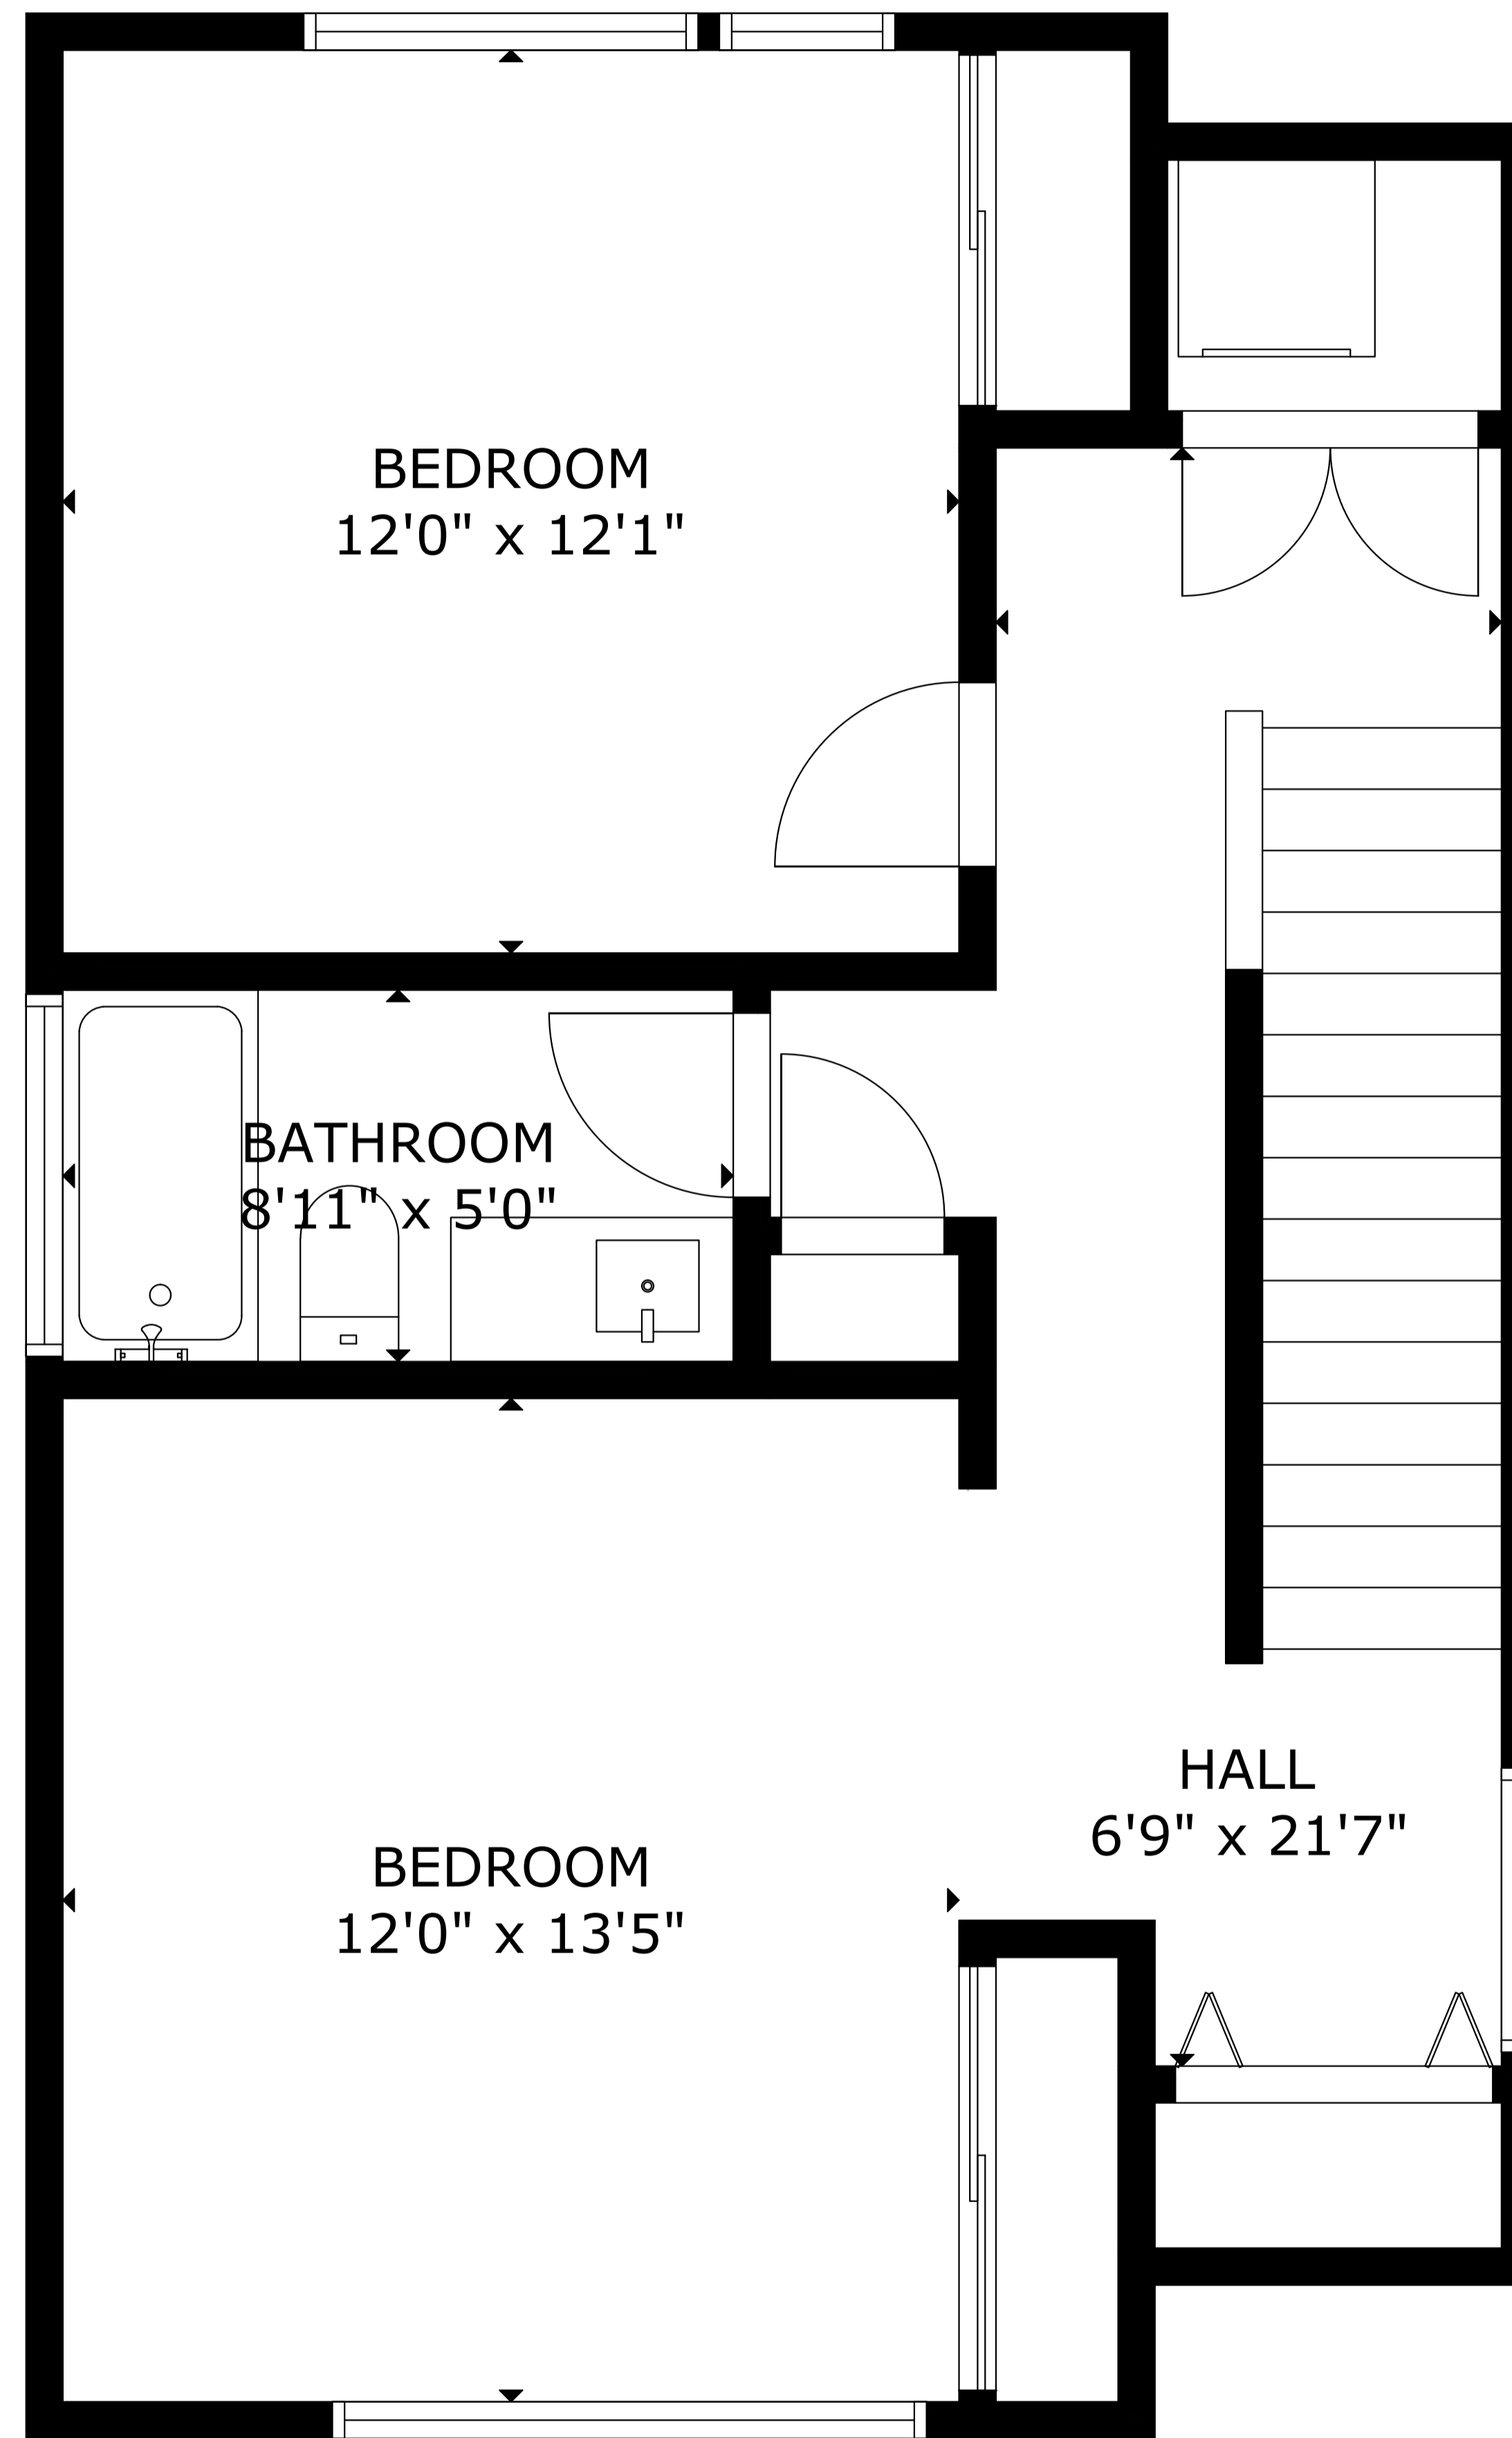 BEDROOM
12'0" x 12'1"
BATHROOM
8'11" x 5'0"
HALL
6'9" x 21'7"
BEDROOM
12'0" x 13'5"